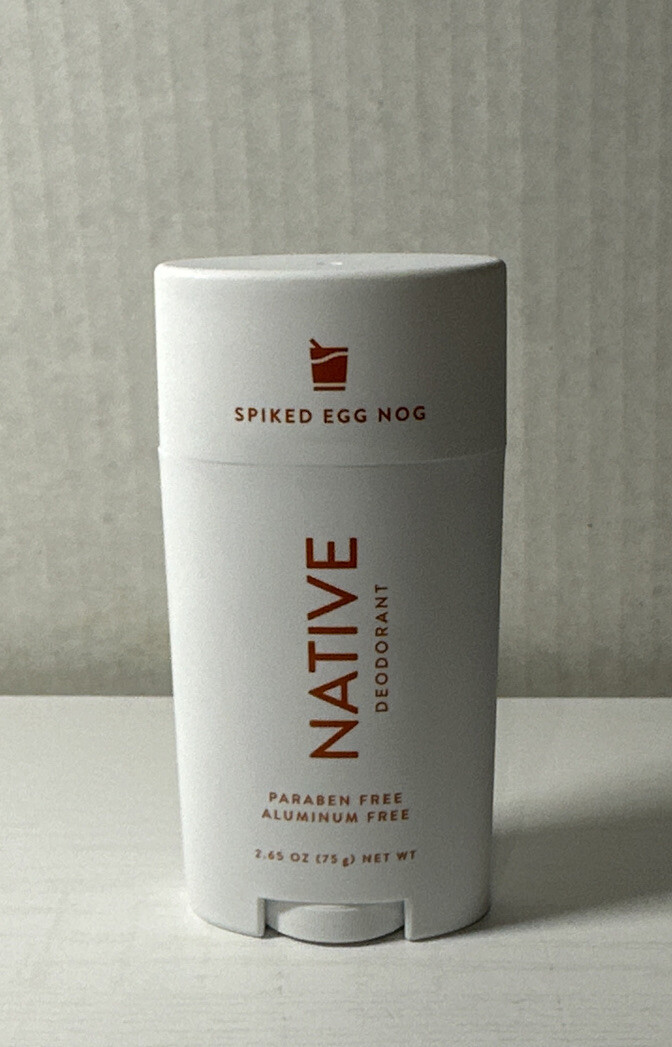 SPIKED EGG NOG
NATIVE
DEODORANT
PARABEN FREE
ALUMINUM FREE
2.65 OZ (75 g) NET WT